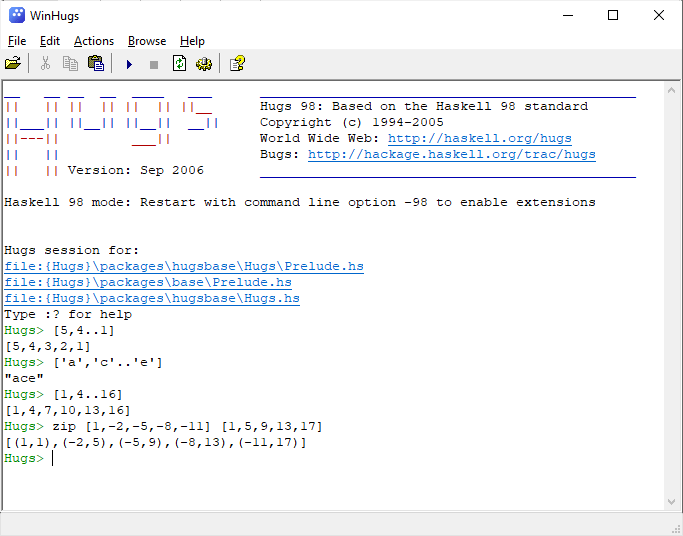 WinHugs
File Edit Actions Browse Help
Hugs 98: Based on the Haskell 98 standard
Copyright (c) 1994-2005
World Wide Web: http://haskell.org/hugs
Bugs: http://hackage.haskell.org/trac/hugs
Version: Sep 2006
Haskell 98 mode: Restart with command line option -98 to enable extensions
Hugs session for:
file:{Hugs}\packages\hugsbase\Hugs\Prelude.hs
file:{Hugs}\packages\base\Prelude.hs
file:{Hugs}\packages\hugsbase\Hugs.hs
Type :? for help
Hugs> [5,4..1]
[5,4,3,2,1]
Hugs> ['a','c'..'e']
"ace"
Hugs> [1,4..16]
[1,4,7,10,13,16]
Hugs> zip [1,-2,-5,-8,-11] [1,5,9,13,17]
[(1,1),(-2,5),(-5,9),(-8,13),(-11,17)]
Hugs>